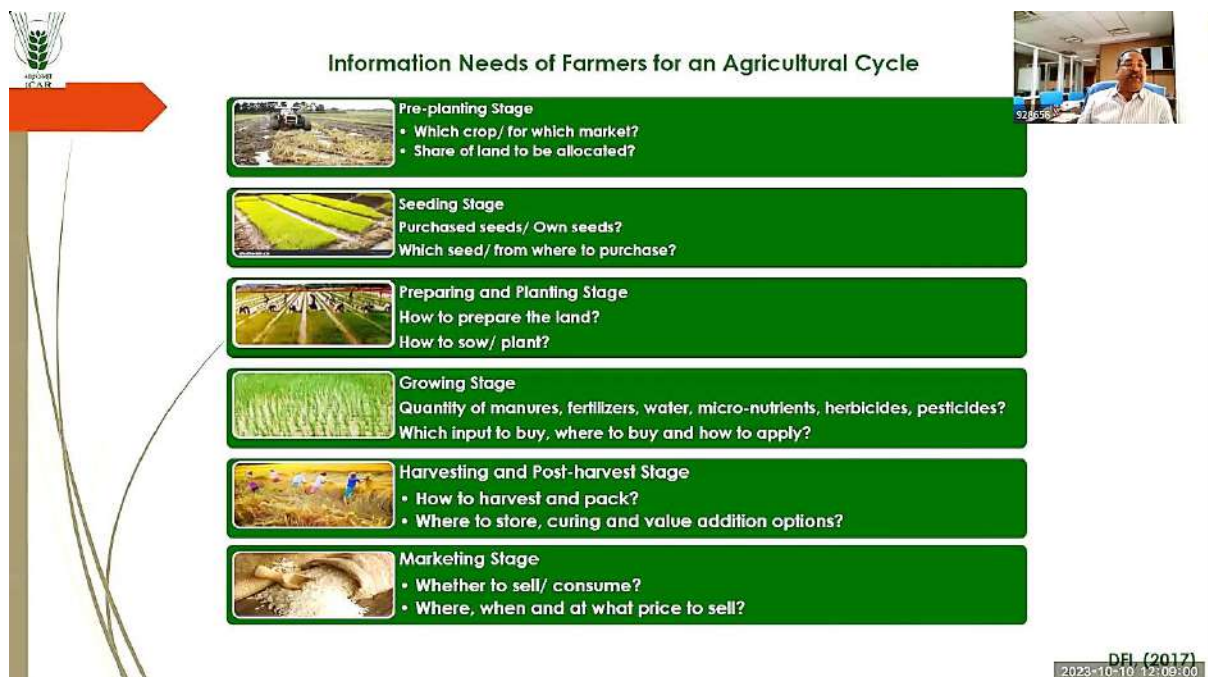 ICAR
Information Needs of Farmers for an Agricultural Cycle
928658
Pre-planting Stage
• Which crop/ for which market?
• Share of land to be allocated?
Seeding Stage
Purchased seeds/ Own seeds?
Which seed/ from where to purchase?
Preparing and Planting Stage
How to prepare the land?
How to sow/ plant?
Growing Stage
Quantity of manures, fertilizers, water, micro-nutrients, herbicides, pesticides?
Which input to buy, where to buy and how to apply?
Harvesting and Post-harvest Stage
• How to harvest and pack?
• Where to store, curing and value addition options?
Marketing Stage
• Whether to sell/ consume?
• Where, when and at what price to sell?
DFI, (2017)
2023-10-10 12:09:00